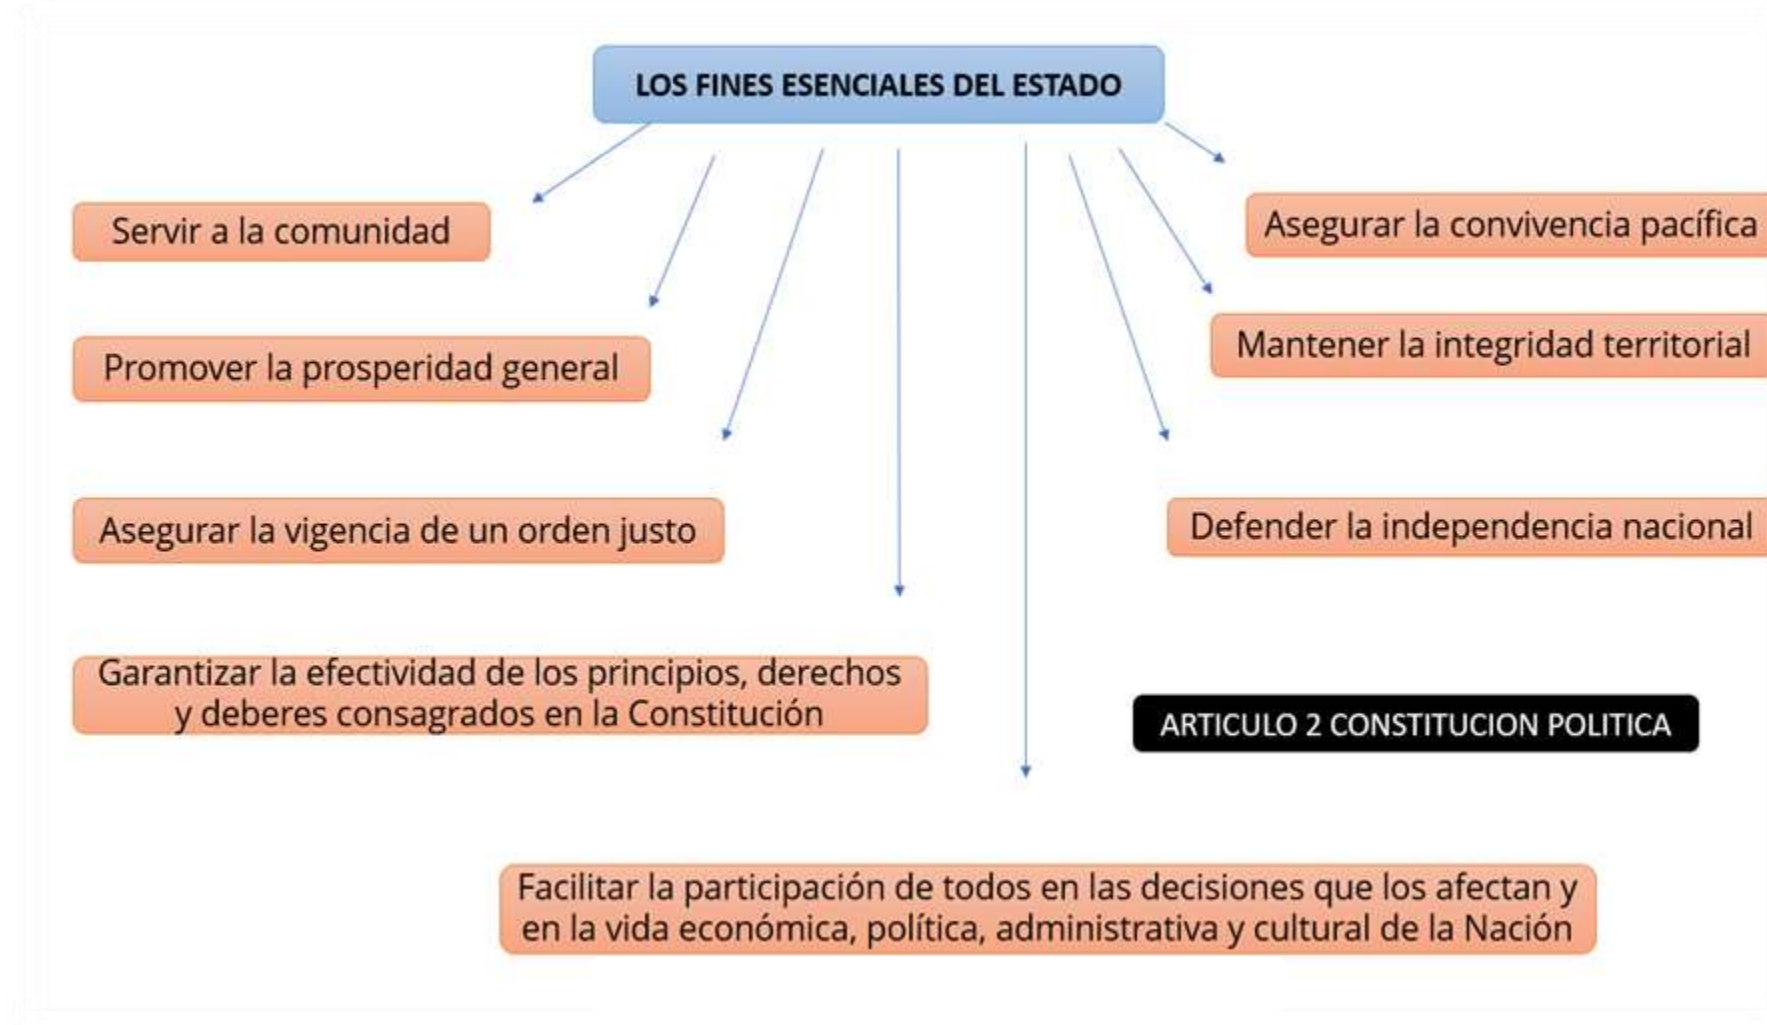 LOS FINES ESENCIALES DEL ESTADO
Servir a la comunidad
Asegurar la convivencia pacífica
Promover la prosperidad general
Mantener la integridad territorial
Asegurar la vigencia de un orden justo
Defender la independencia nacional
Garantizar la efectividad de los principios, derechos
y deberes consagrados en la Constitución
ARTICULO 2 CONSTITUCION POLITICA
Facilitar la participación de todos en las decisiones que los afectan y
en la vida económica, política, administrativa y cultural de la Nación